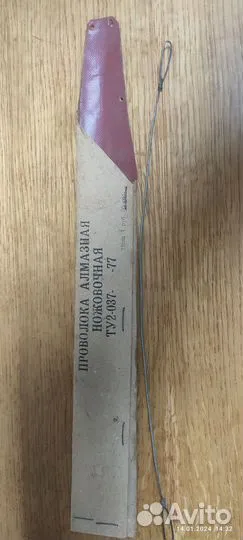 ПРОВОЛОКА АЛМАЗНАЯ
НОЖОВОЧНАЯ
ТУ2-037- -77
Avito
14.01.2024 14:32